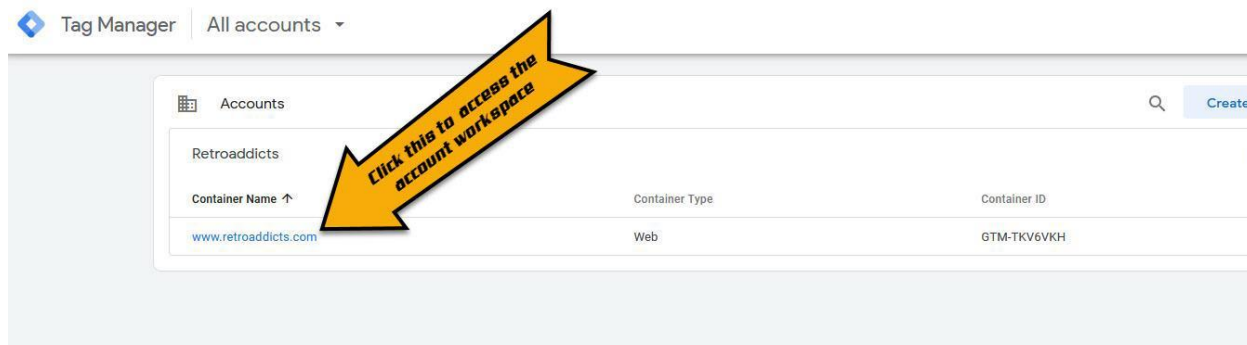 Tag Manager All accounts
Accounts
Create
Retroaddicts
Click this to access the
account workspace
Container Name ↑ Container Type Container ID
www.retroaddicts.com Web GTM-TKV6VKH